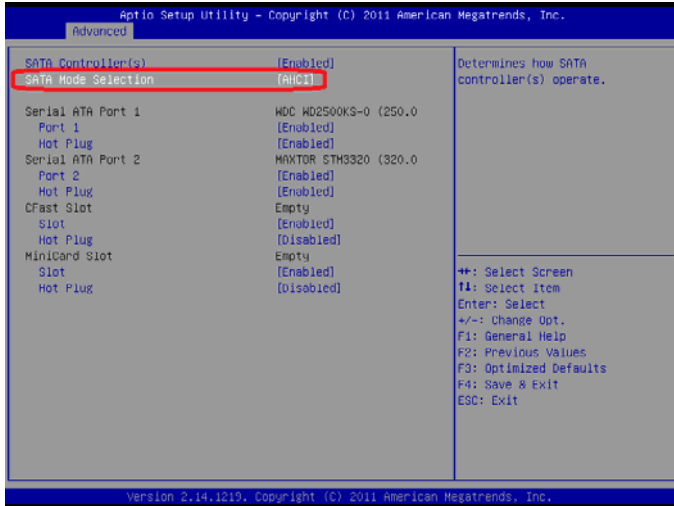 Aptio Setup Utility – Copyright (C) 2011 American Megatrends, Inc.
Advanced
SATA Controller(s) [Enabled]
SATA Mode Selection [AHCI]
Serial ATA Port 1 WDC WD2500KS-0 (250.0
Port 1 [Enabled]
Hot Plug [Enabled]
Serial ATA Port 2 MAXTOR STM3320 (320.0
Port 2 [Enabled]
Hot Plug [Enabled]
CFast Slot Empty
Slot [Enabled]
Hot Plug [Disabled]
MiniCard Slot Empty
Slot [Enabled]
Hot Plug [Disabled]
Determines how SATA
controller(s) operate.
→←: Select Screen
↑↓: Select Item
Enter: Select
+/-: Change Opt.
F1: General Help
F2: Previous Values
F3: Optimized Defaults
F4: Save & Exit
ESC: Exit
Version 2.14.1219. Copyright (C) 2011 American Megatrends, Inc.